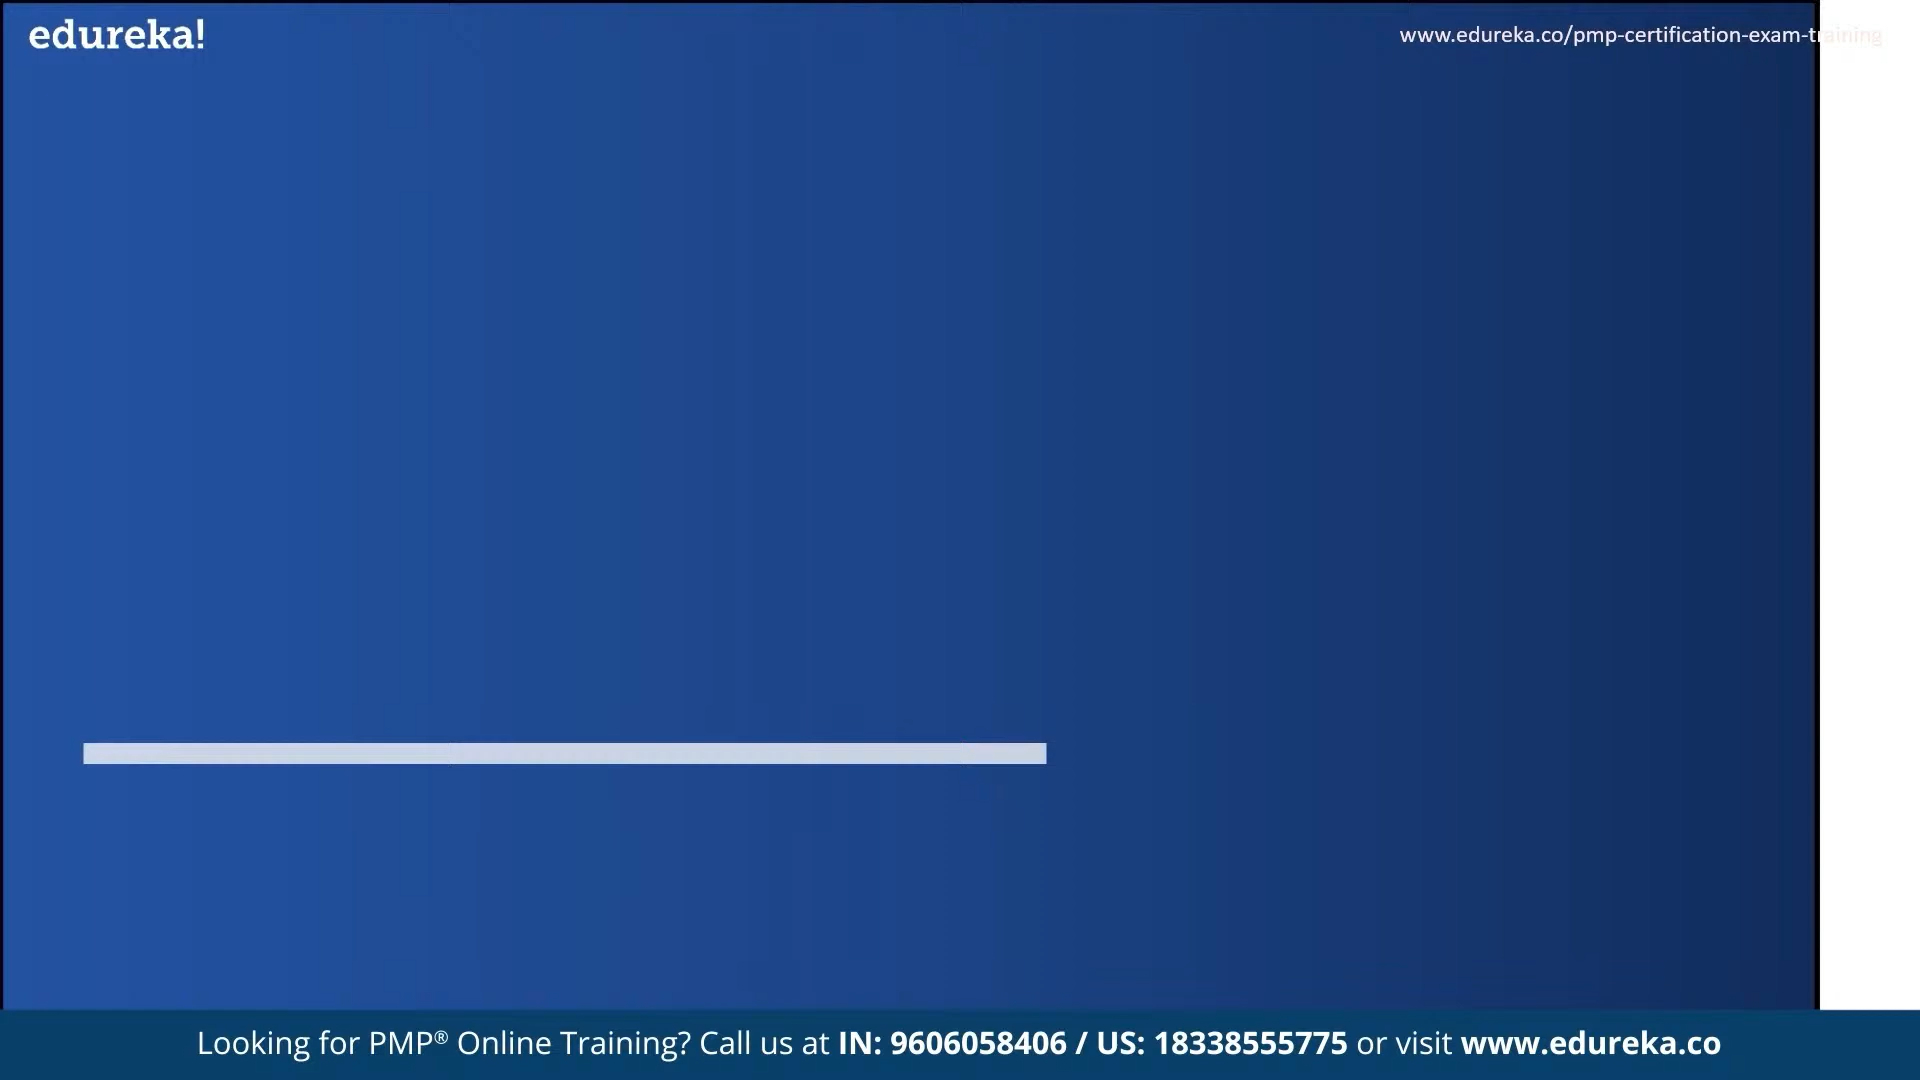 edureka!
www.edureka.co/pmp-certification-exam-training
Looking for PMP® Online Training? Call us at IN: 9606058406 / US: 18338555775 or visit www.edureka.co